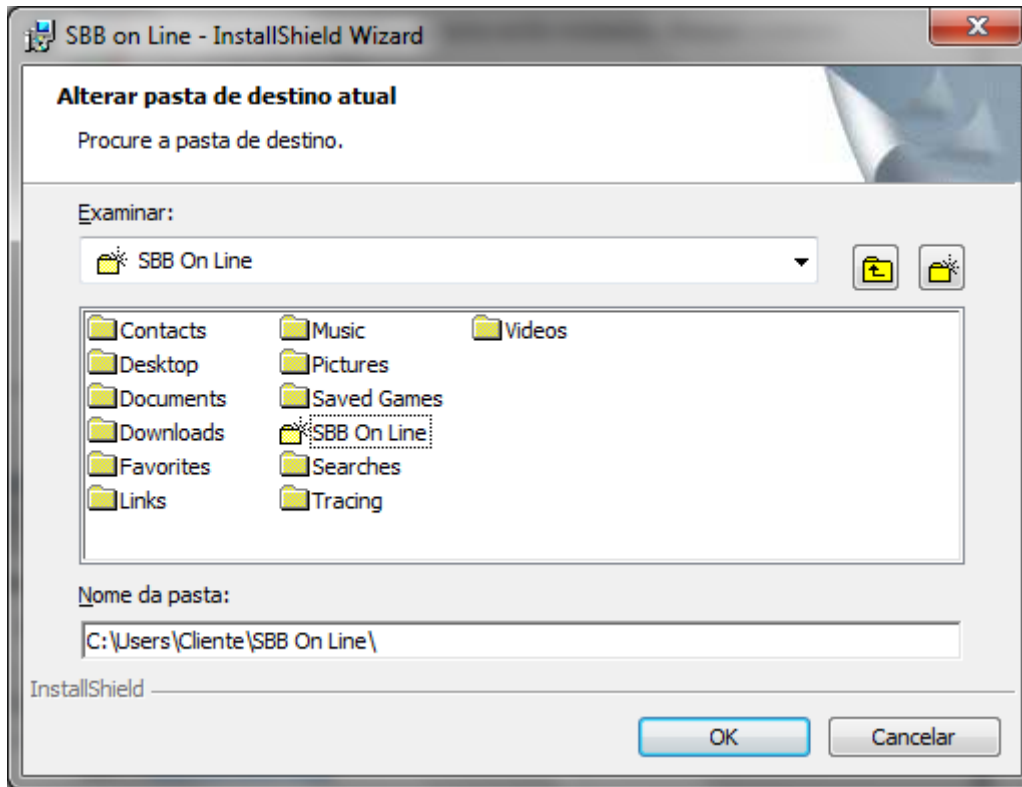 SBB on Line - InstallShield Wizard
Alterar pasta de destino atual
Procure a pasta de destino.
Examinar:
SBB On Line
Contacts Music Videos
Desktop Pictures
Documents Saved Games
Downloads SBB On Line
Favorites Searches
Links Tracing
Nome da pasta:
C:\Users\Cliente\SBB On Line\
InstallShield
OK Cancelar